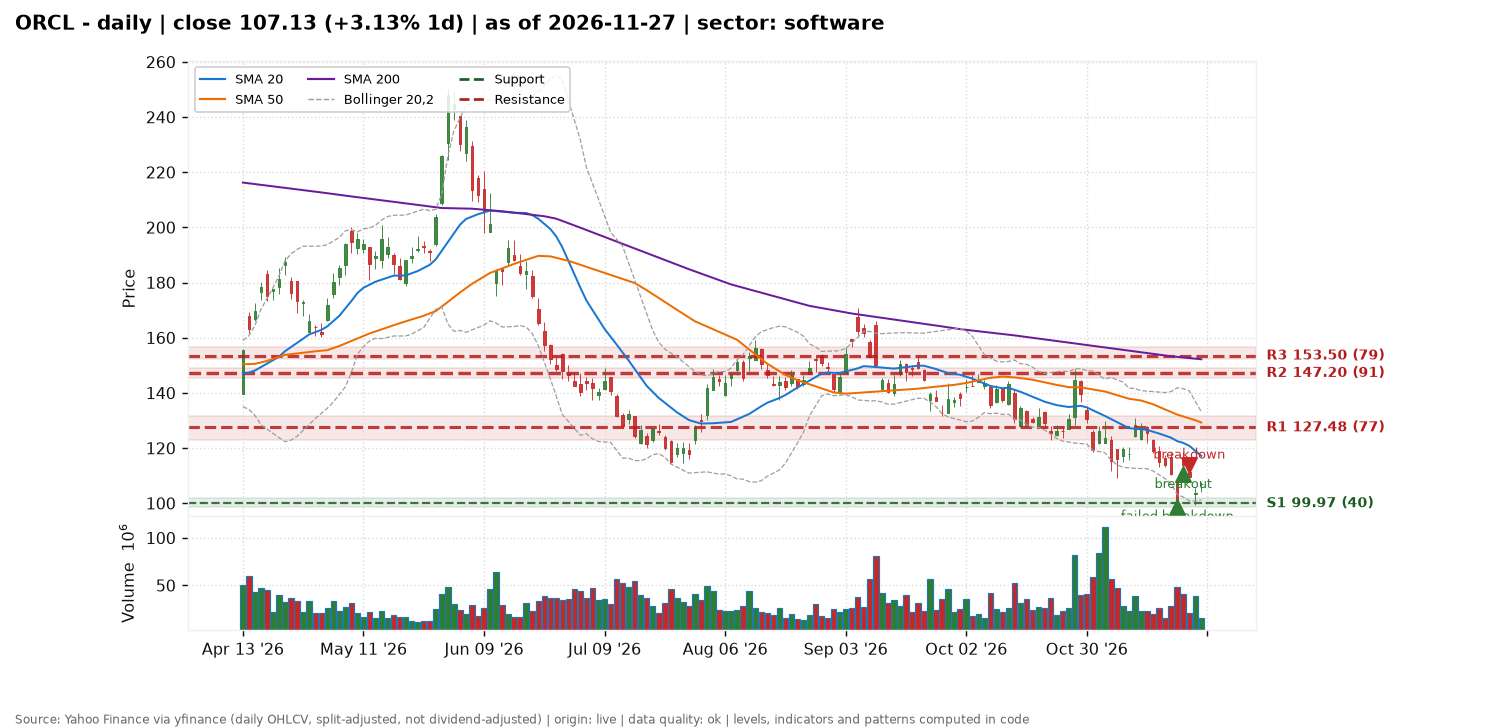 ORCL - daily | close 107.13 (+3.13% 1d) | as of 2026-11-27 | sector: software
SMA 20
SMA 50
SMA 200
Bollinger 20,2
Support
Resistance
Price
260
240
220
200
180
160
140
120
100
R3 153.50 (79)
R2 147.20 (91)
R1 127.48 (77)
S1 99.97 (40)
breakdown
breakout
failed breakdown
Volume 10⁶
100
50
Apr 13 '26
May 11 '26
Jun 09 '26
Jul 09 '26
Aug 06 '26
Sep 03 '26
Oct 02 '26
Oct 30 '26
Source: Yahoo Finance via yfinance (daily OHLCV, split-adjusted, not dividend-adjusted) | origin: live | data quality: ok | levels, indicators and patterns computed in code